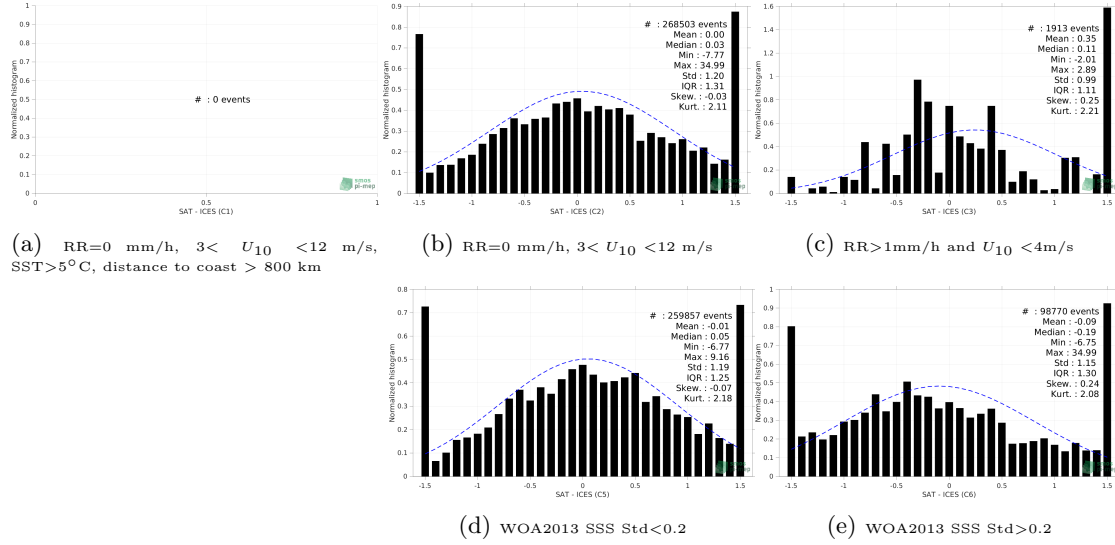 1
0.9
0.8
0.7
0.6
0.5
0.4
0.3
0.2
0.1
0
Normalized histogram
# : 0 events
0 0.5 1
SAT - ICES (C1)
smos
pi-mep
(a) RR=0 mm/h, 3< U10 <12 m/s,
SST>5°C, distance to coast > 800 km
0.9
0.8
0.7
0.6
0.5
0.4
0.3
0.2
0.1
0
Normalized histogram
# : 268503 events
Mean : 0.00
Median : 0.03
Min : -7.77
Max : 34.99
Std : 1.20
IQR : 1.31
Skew. : -0.03
Kurt. : 2.11
-1.5 -1 -0.5 0 0.5 1 1.5
SAT - ICES (C2)
(b) RR=0 mm/h, 3< U10 <12 m/s
1.6
1.4
1.2
1
0.8
0.6
0.4
0.2
0
Normalized histogram
# : 1913 events
Mean : 0.35
Median : 0.11
Min : -2.01
Max : 2.89
Std : 0.99
IQR : 1.11
Skew. : 0.25
Kurt. : 2.21
-1.5 -1 -0.5 0 0.5 1 1.5
SAT - ICES (C3)
(c) RR>1mm/h and U10 <4m/s
0.8
0.7
0.6
0.5
0.4
0.3
0.2
0.1
0
Normalized histogram
# : 259857 events
Mean : -0.01
Median : 0.05
Min : -6.77
Max : 9.16
Std : 1.19
IQR : 1.25
Skew. : -0.07
Kurt. : 2.18
-1.5 -1 -0.5 0 0.5 1 1.5
SAT - ICES (C5)
(d) WOA2013 SSS Std<0.2
1
0.9
0.8
0.7
0.6
0.5
0.4
0.3
0.2
0.1
0
Normalized histogram
# : 98770 events
Mean : -0.09
Median : -0.19
Min : -6.75
Max : 34.99
Std : 1.15
IQR : 1.30
Skew. : 0.24
Kurt. : 2.08
-1.5 -1 -0.5 0 0.5 1 1.5
SAT - ICES (C6)
(e) WOA2013 SSS Std>0.2